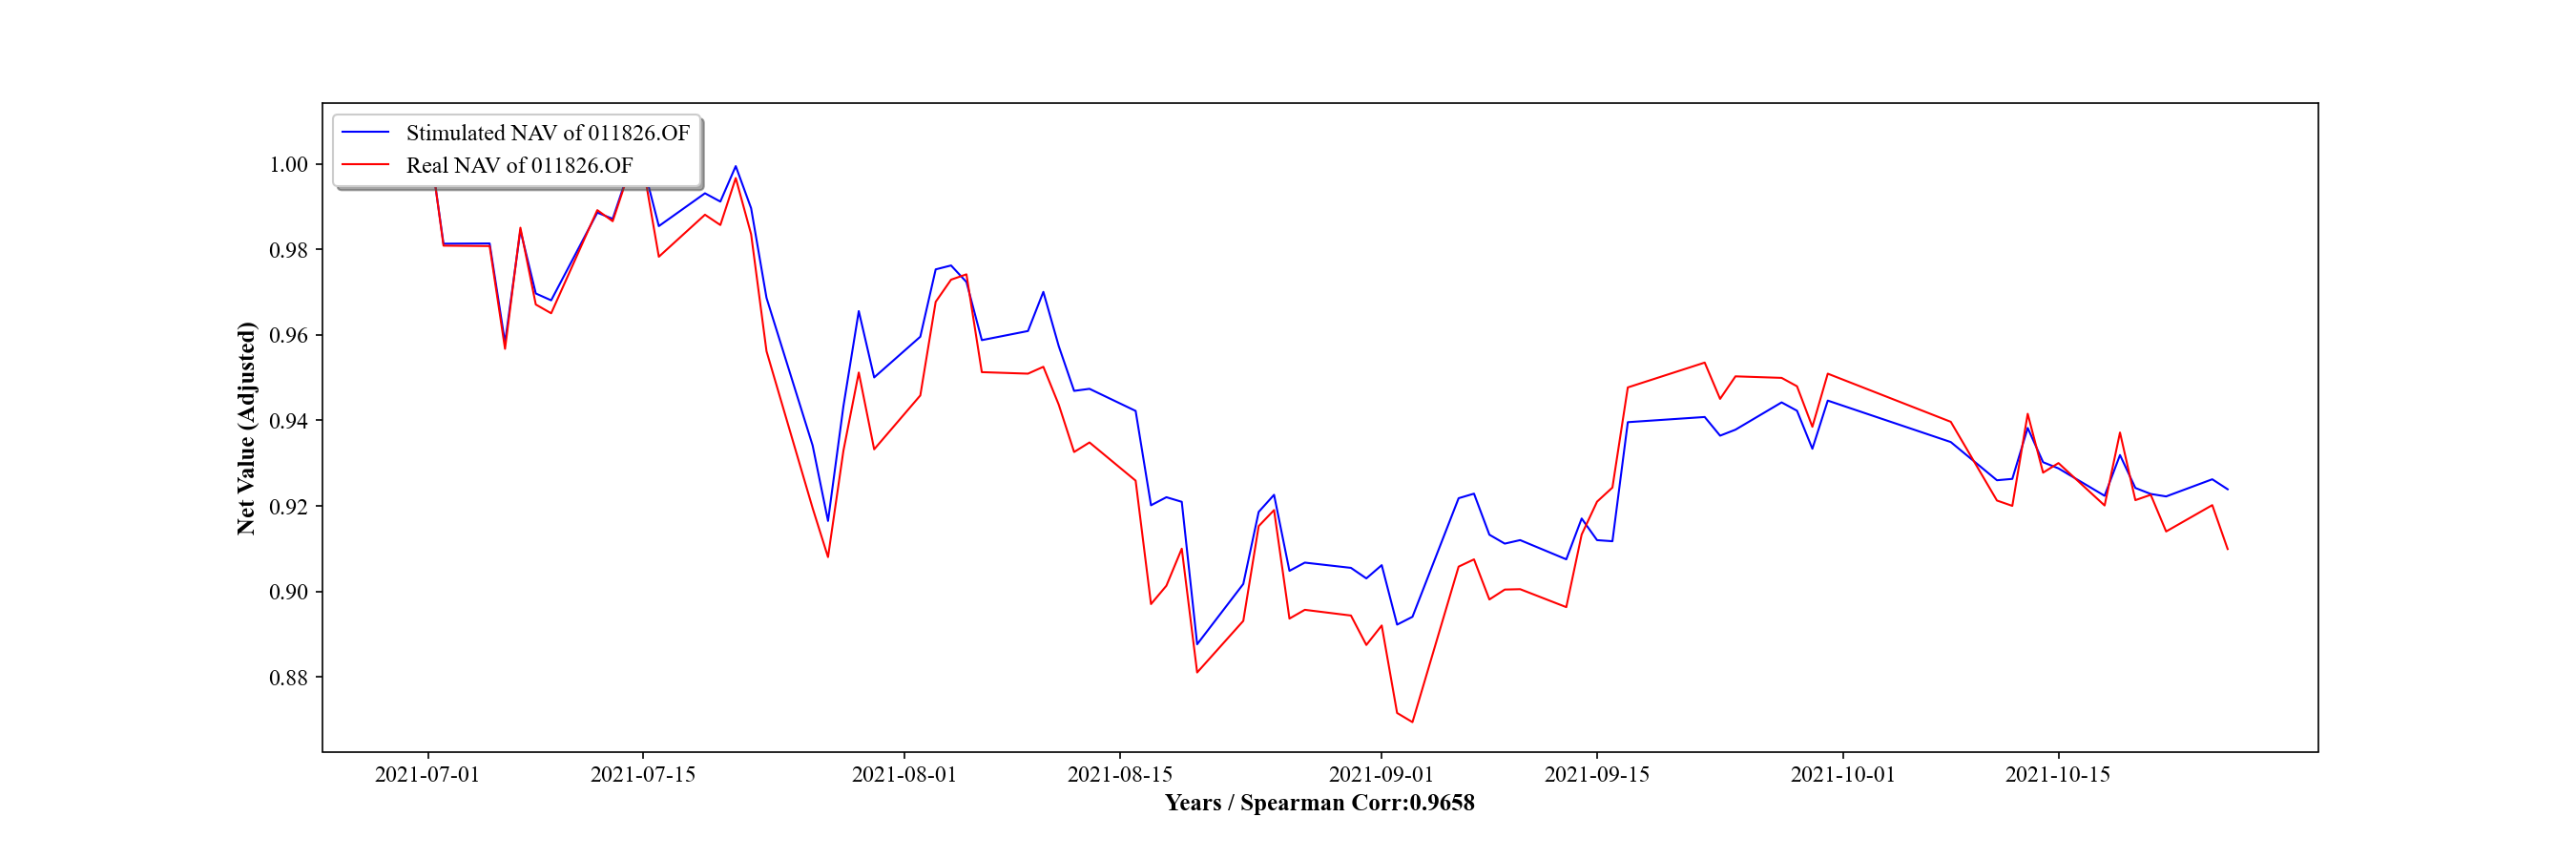 Stimulated NAV of 011826.OF
Real NAV of 011826.OF
Net Value (Adjusted)
1.00
0.98
0.96
0.94
0.92
0.90
0.88
2021-07-01 2021-07-15 2021-08-01 2021-08-15 2021-09-01 2021-09-15 2021-10-01 2021-10-15
Years / Spearman Corr:0.9658